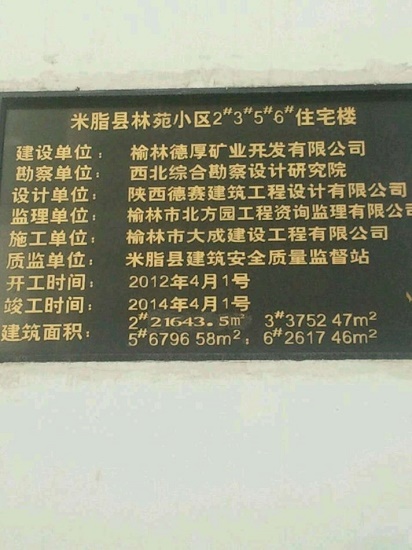 米脂县林苑小区2#3#5#6#住宅楼
建设单位：榆林德厚矿业开发有限公司
勘察单位：西北综合勘察设计研究院
设计单位：陕西德赛建筑工程设计有限公司
监理单位：榆林市北方园工程资询监理有限公司
施工单位：榆林市大成建设工程有限公司
质监单位：米脂县建筑安全质量监督站
开工时间：2012年4月1号
竣工时间：2014年4月1号
建筑面积：2#21643.5㎡ 3#3752 47m²
5#6796 58m²；6#2617 46m²